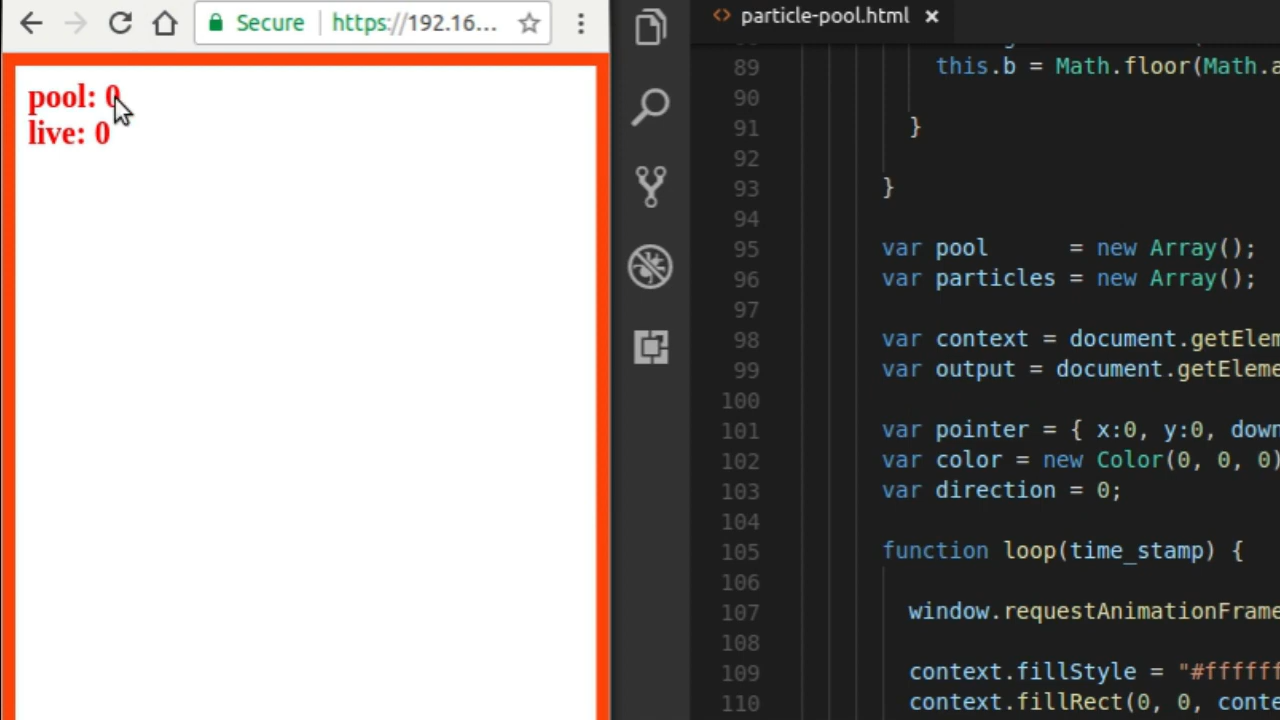 Secure https://192.16...
pool: 0
live: 0
particle-pool.html
89 this.b = Math.floor(Math.a
90
91 }
92
93 }
94
95 var pool = new Array();
96 var particles = new Array();
97
98 var context = document.getElem
99 var output = document.getEleme
100
101 var pointer = { x:0, y:0, down
102 var color = new Color(0, 0, 0)
103 var direction = 0;
104
105 function loop(time_stamp) {
106
107 window.requestAnimationFrame
108
109 context.fillStyle = "#ffffff
110 context.fillRect(0, 0, conte